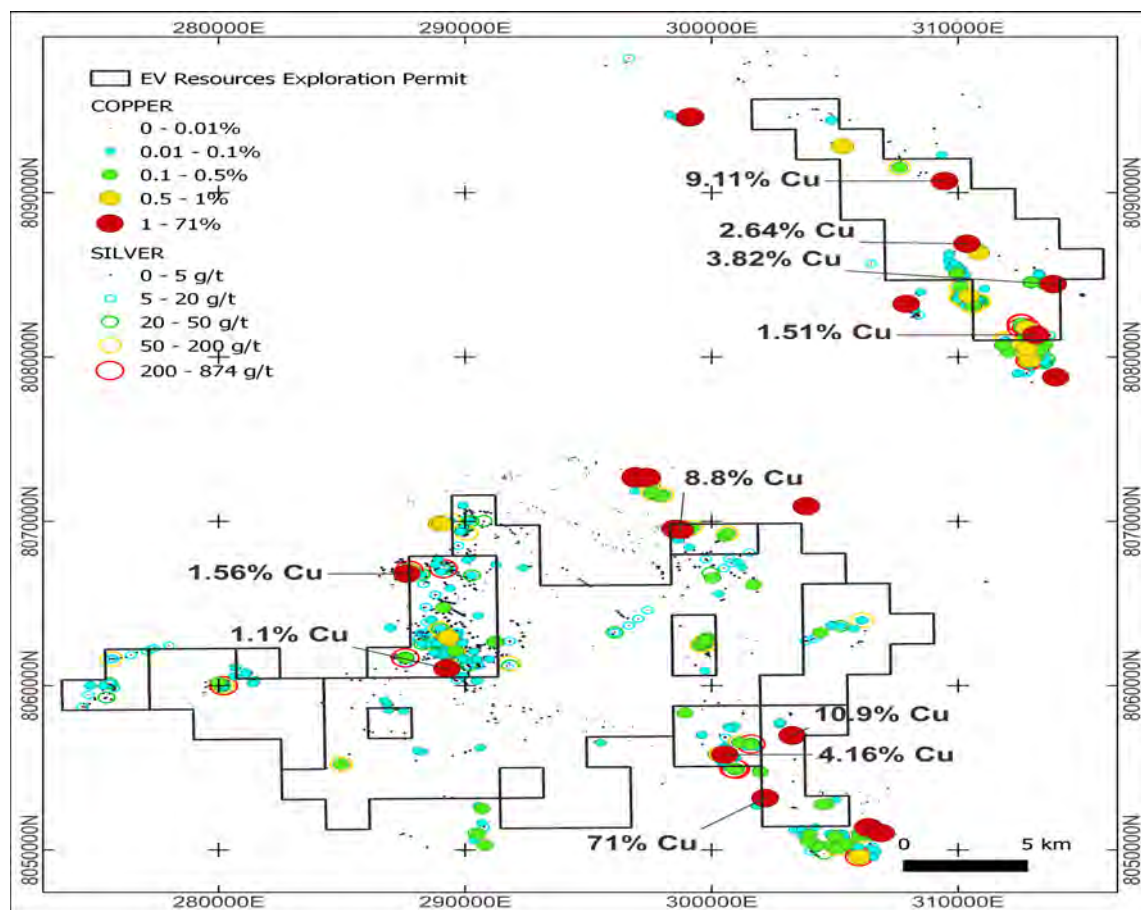 280000E 290000E 300000E 310000E
EV Resources Exploration Permit
COPPER
0 - 0.01%
0.01 - 0.1%
0.1 - 0.5%
0.5 - 1%
1 - 71%
SILVER
0 - 5 g/t
5 - 20 g/t
20 - 50 g/t
50 - 200 g/t
200 - 874 g/t
8090000N
8090000N
9.11% Cu
2.64% Cu
3.82% Cu
1.51% Cu
8080000N
8080000N
8.8% Cu
8070000N
8070000N
1.56% Cu
1.1% Cu
8060000N
8060000N
10.9% Cu
4.16% Cu
71% Cu
8050000N
8050000N
0 5 km
280000E 290000E 300000E 310000E